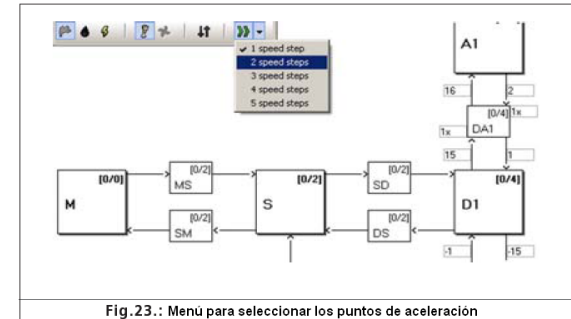 1 speed step
2 speed steps
3 speed steps
4 speed steps
5 speed steps
A1
16
2
[0/4]
1x
1x
DA1
15
1
[0/0]
M
[0/2]
MS
[0/2]
SM
[0/2]
S
[0/2]
SD
[0/2]
DS
[0/4]
D1
-1
-15
Fig.23.: Menú para seleccionar los puntos de aceleración